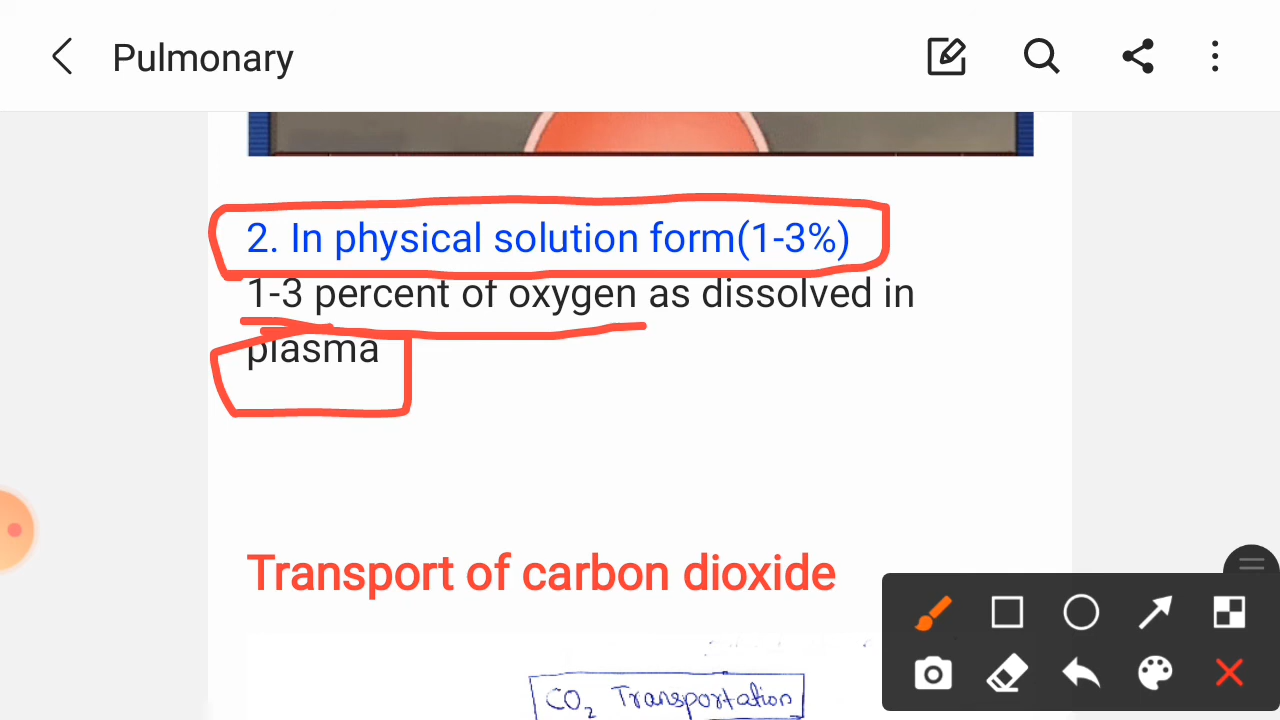 Pulmonary
2. In physical solution form(1-3%)
1-3 percent of oxygen as dissolved in
plasma
Transport of carbon dioxide
CO₂ Transportation